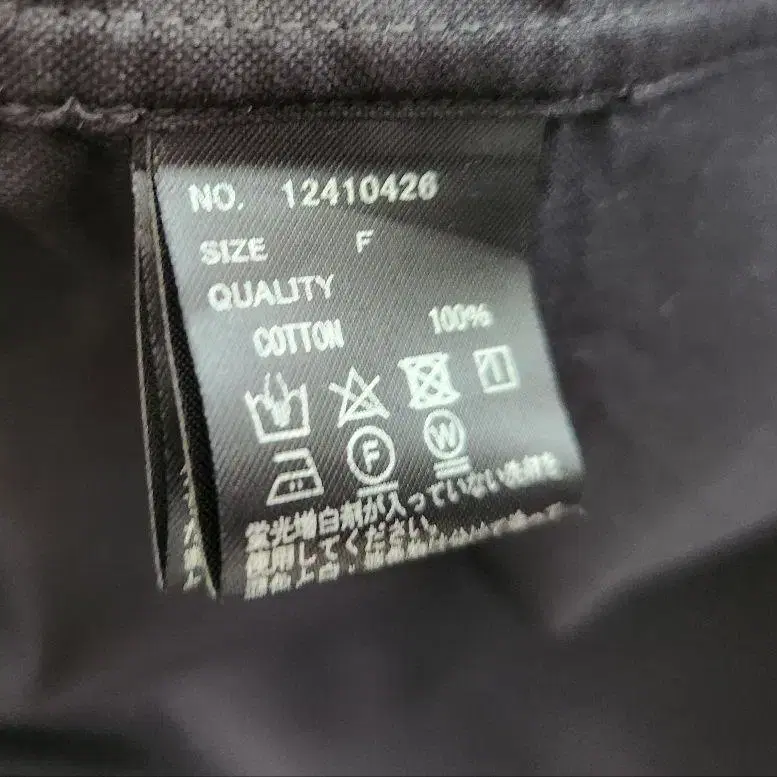 NO. 12410426
SIZE F
QUALITY
COTTON 100%
F W
蛍光増白剤が入っていない洗剤を
使用してください。